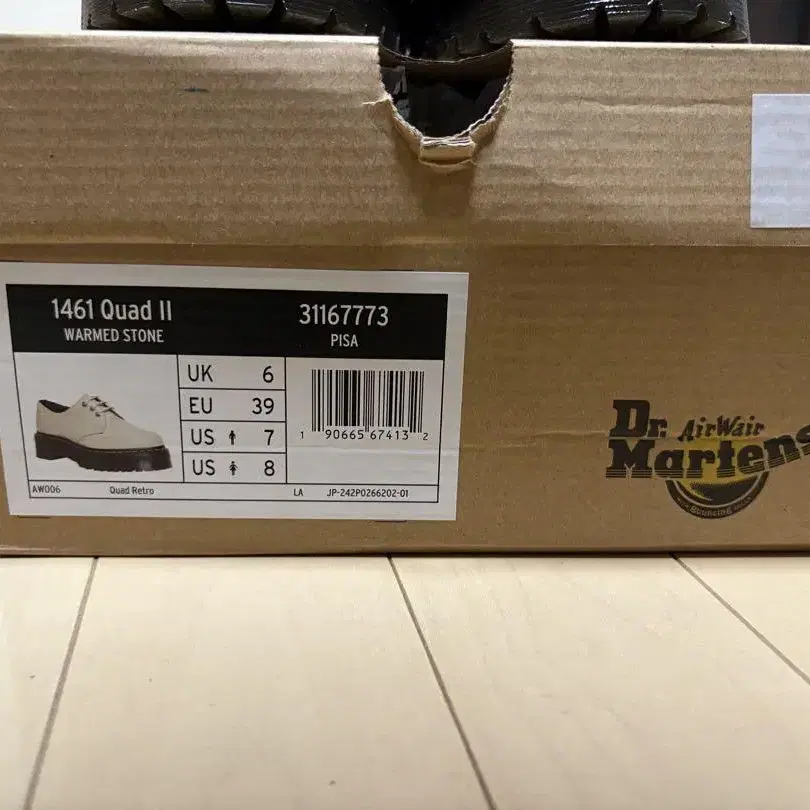 1461 Quad II
WARMED STONE
31167773
PISA
UK 6
EU 39
US 7
US 8
1 90665 67413 2
AW006
Quad Retro
LA
JP-242P0266202-01
Dr. AirWair
Martens